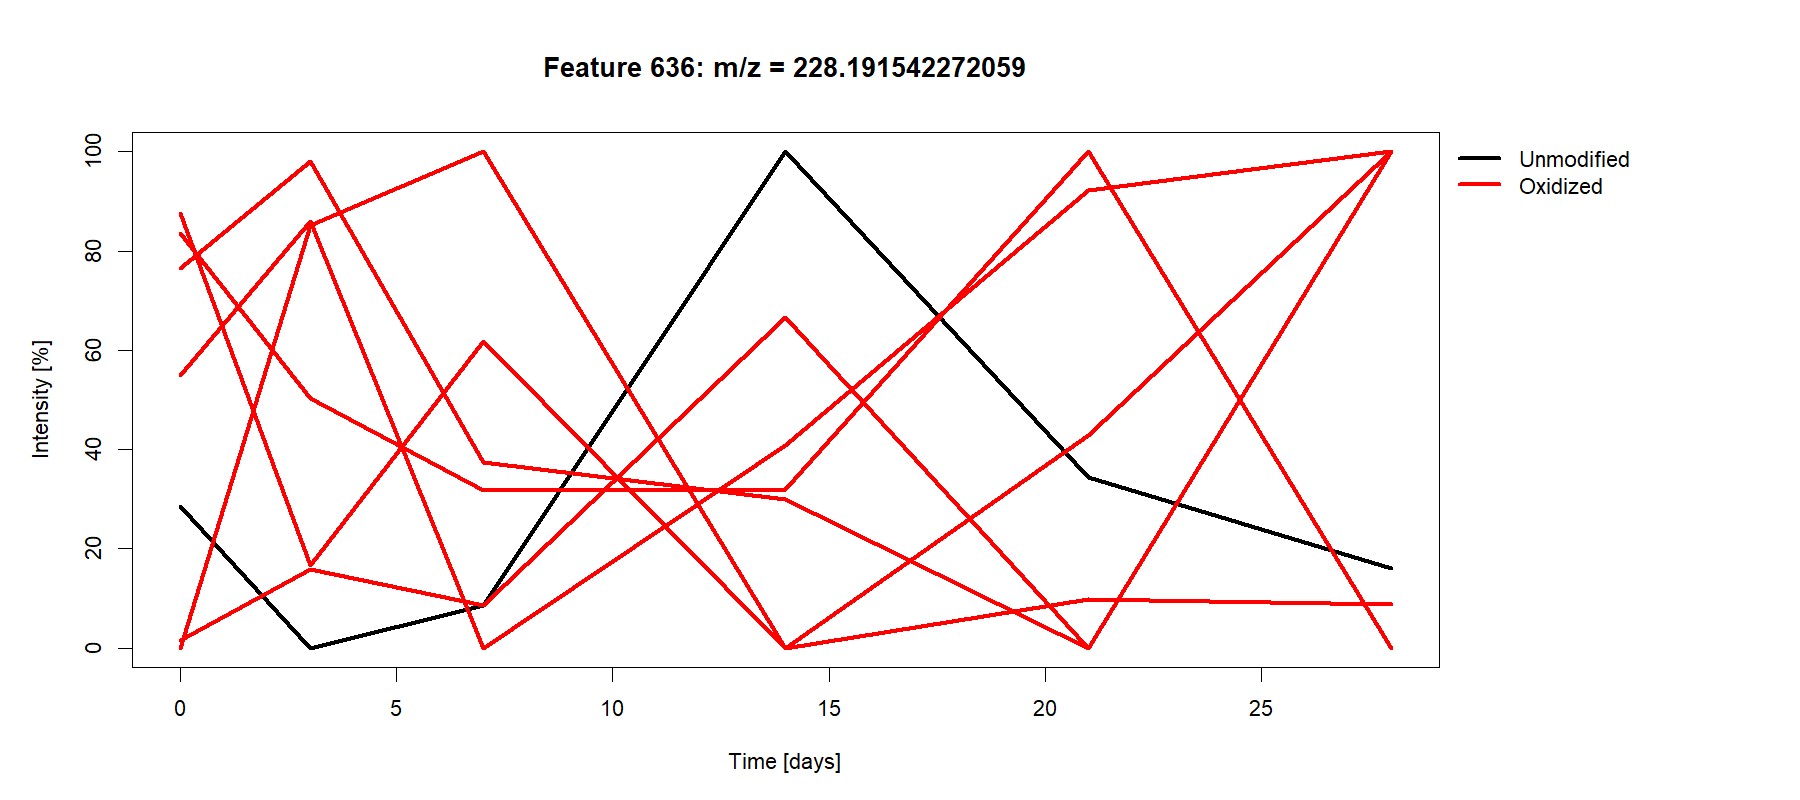 Feature 636: m/z = 228.191542272059
Unmodified
Oxidized
Intensity [%]
100
80
60
40
20
0
0 5 10 15 20 25
Time [days]